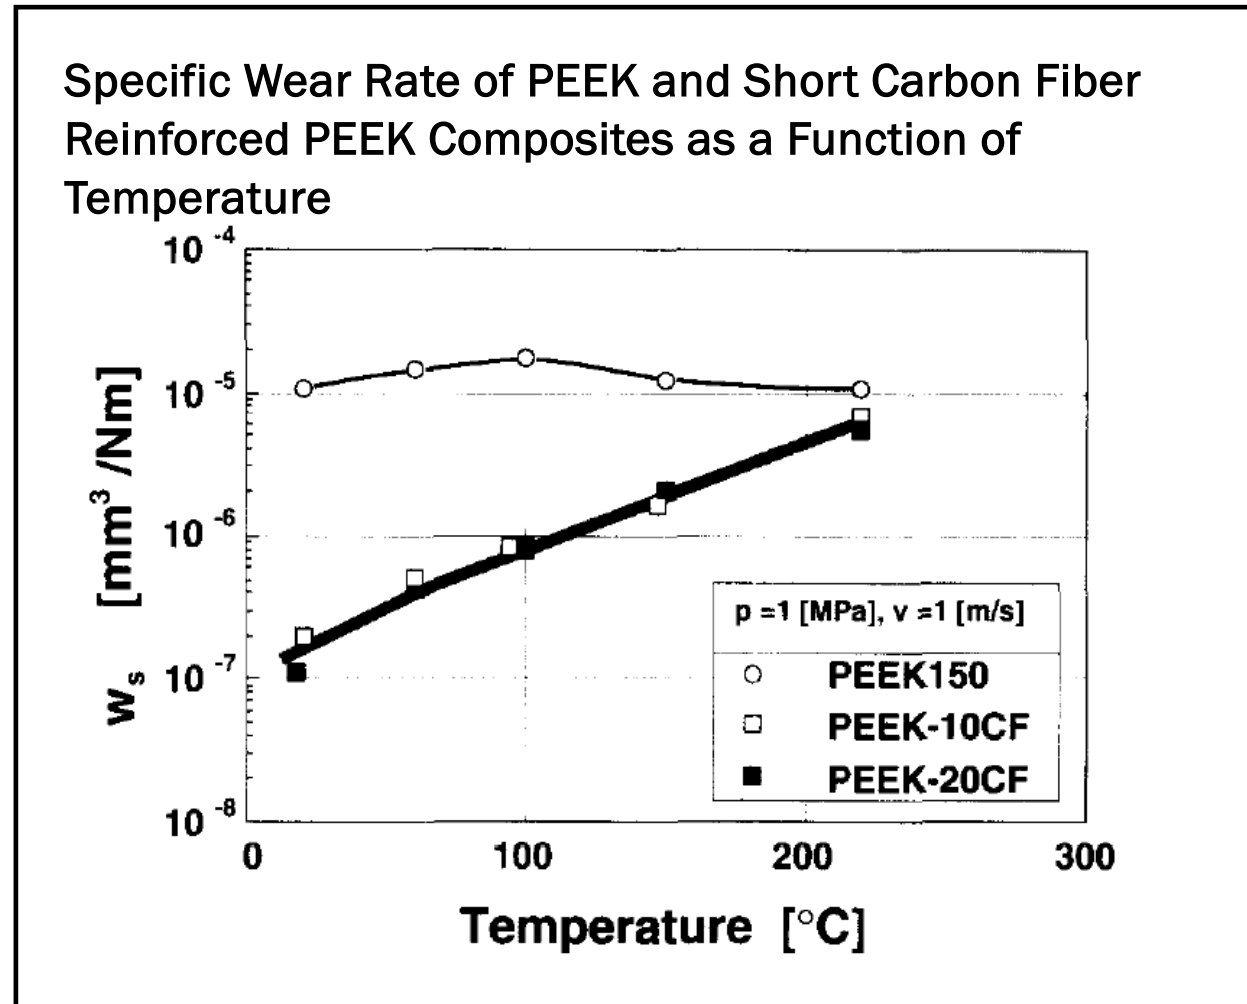 Specific Wear Rate of PEEK and Short Carbon Fiber
Reinforced PEEK Composites as a Function of
Temperature
10⁻⁴
10⁻⁵
10⁻⁶
10⁻⁷
10⁻⁸
wₛ [mm³/Nm]
p =1 [MPa], v =1 [m/s]
PEEK150
PEEK-10CF
PEEK-20CF
0 100 200 300
Temperature [°C]